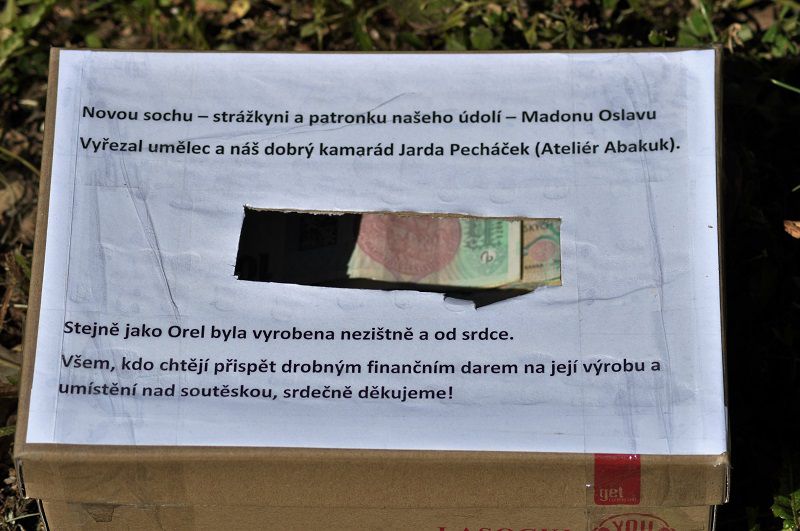 Novou sochu – strážkyni a patronku našeho údolí – Madonu Oslavu
Vyřezal umělec a náš dobrý kamarád Jarda Pecháček (Ateliér Abakuk).
Stejně jako Orel byla vyrobena nezištně a od srdce.
Všem, kdo chtějí přispět drobným finančním darem na její výrobu a
umístění nad soutěskou, srdečně děkujeme!
get
LASOCKI
YOU